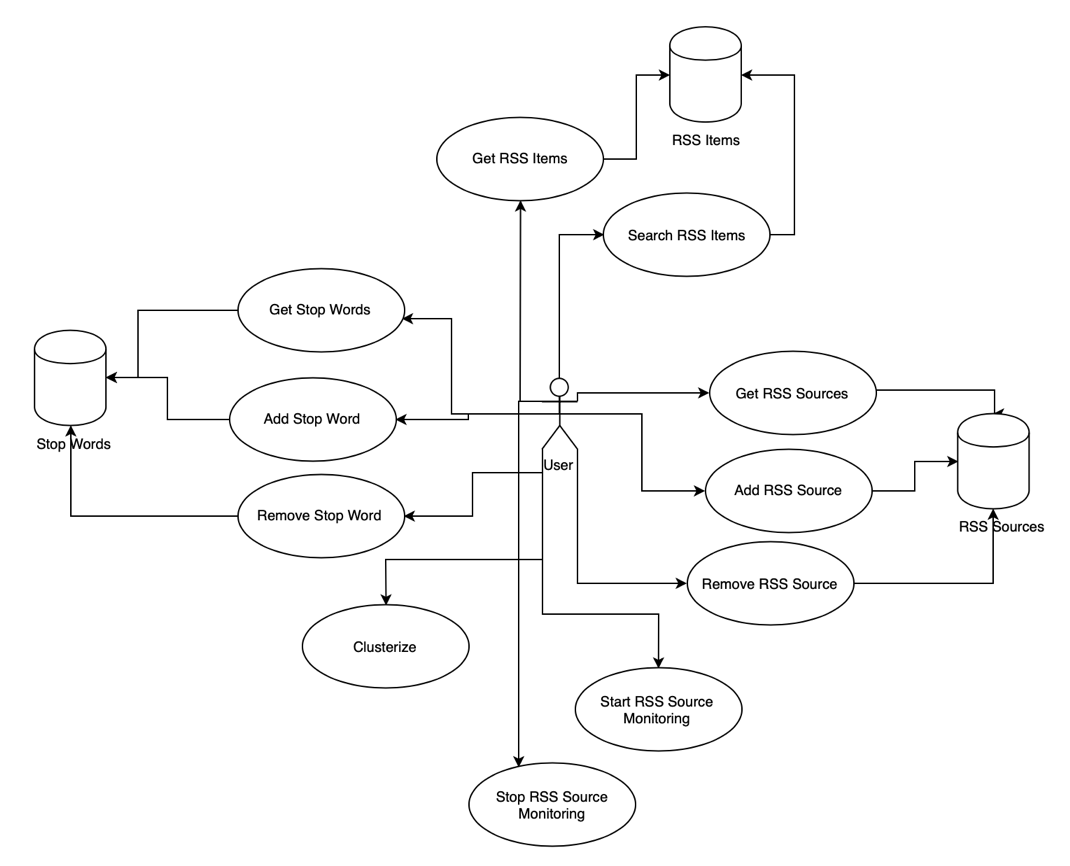 RSS Items
Get RSS Items
Search RSS Items
Get Stop Words
Add Stop Word
Stop Words
Remove Stop Word
User
Get RSS Sources
Add RSS Source
RSS Sources
Remove RSS Source
Clusterize
Start RSS Source
Monitoring
Stop RSS Source
Monitoring